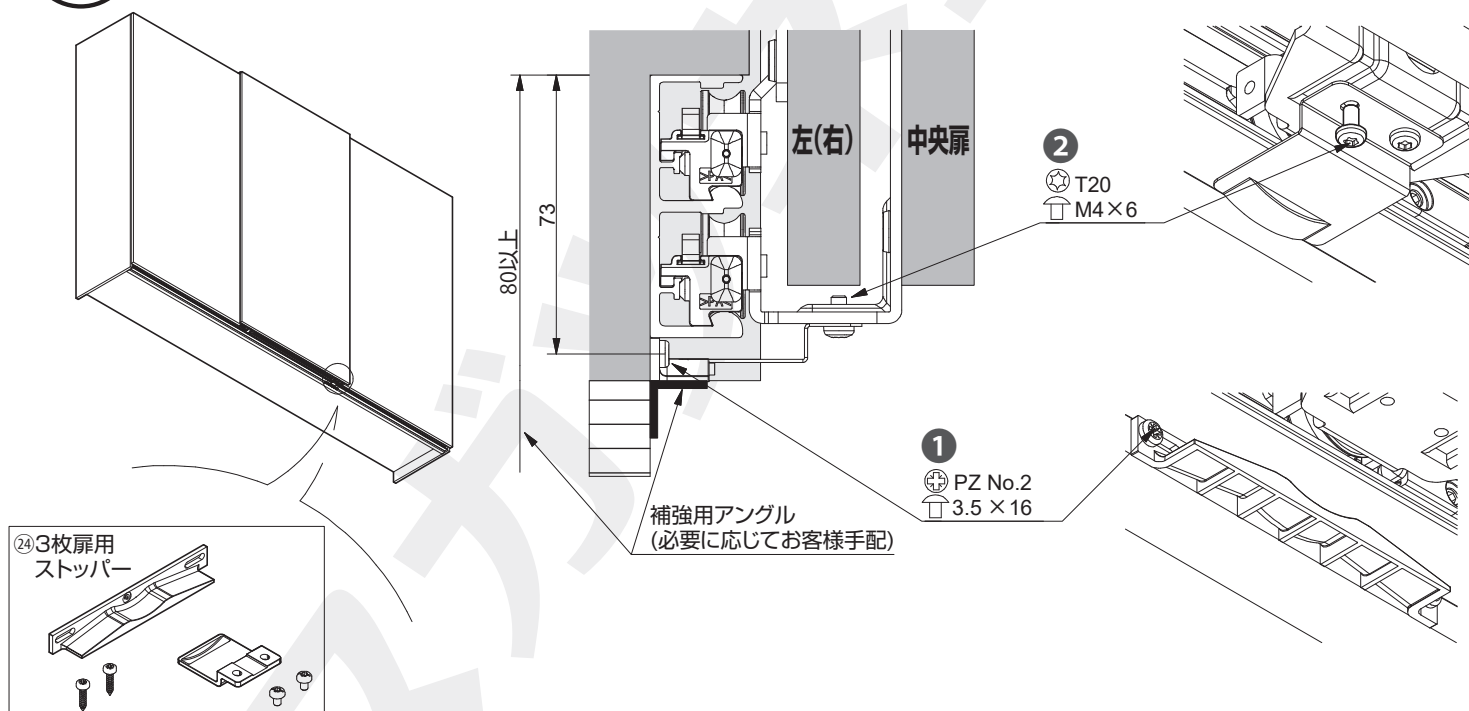 左(右)
中央扉
80以上
73
❷
T20
M4×6
❶
PZ No.2
3.5 ×16
補強用アングル
(必要に応じてお客様手配)
㉔3枚扉用
ストッパー